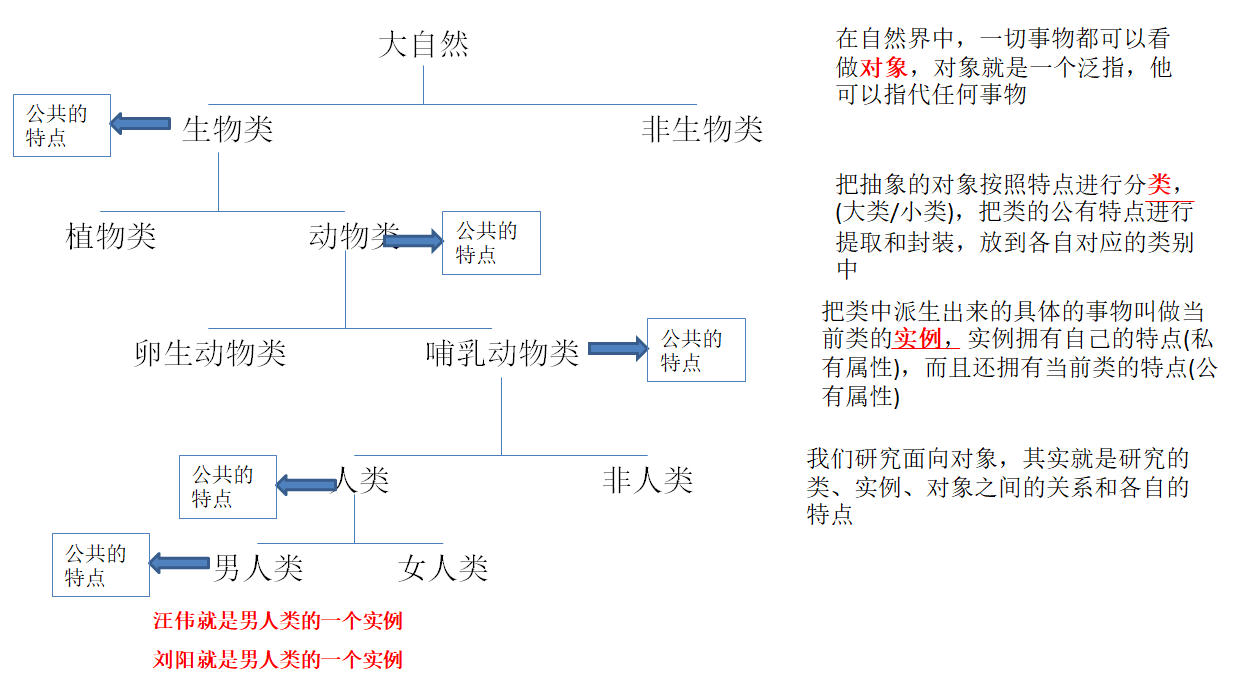 大自然
公共的
特点
生物类
非生物类
植物类
动物类
公共的
特点
卵生动物类
哺乳动物类
公共的
特点
公共的
特点
人类
非人类
公共的
特点
男人类
女人类
汪伟就是男人类的一个实例
刘阳就是男人类的一个实例
在自然界中，一切事物都可以看
做对象，对象就是一个泛指，他
可以指代任何事物
把抽象的对象按照特点进行分类，
(大类/小类)，把类的公有特点进行
提取和封装，放到各自对应的类别
中
把类中派生出来的具体的事物叫做当
前类的实例，实例拥有自己的特点(私
有属性)，而且还拥有当前类的特点(公
有属性)
我们研究面向对象，其实就是研究的
类、实例、对象之间的关系和各自的
特点